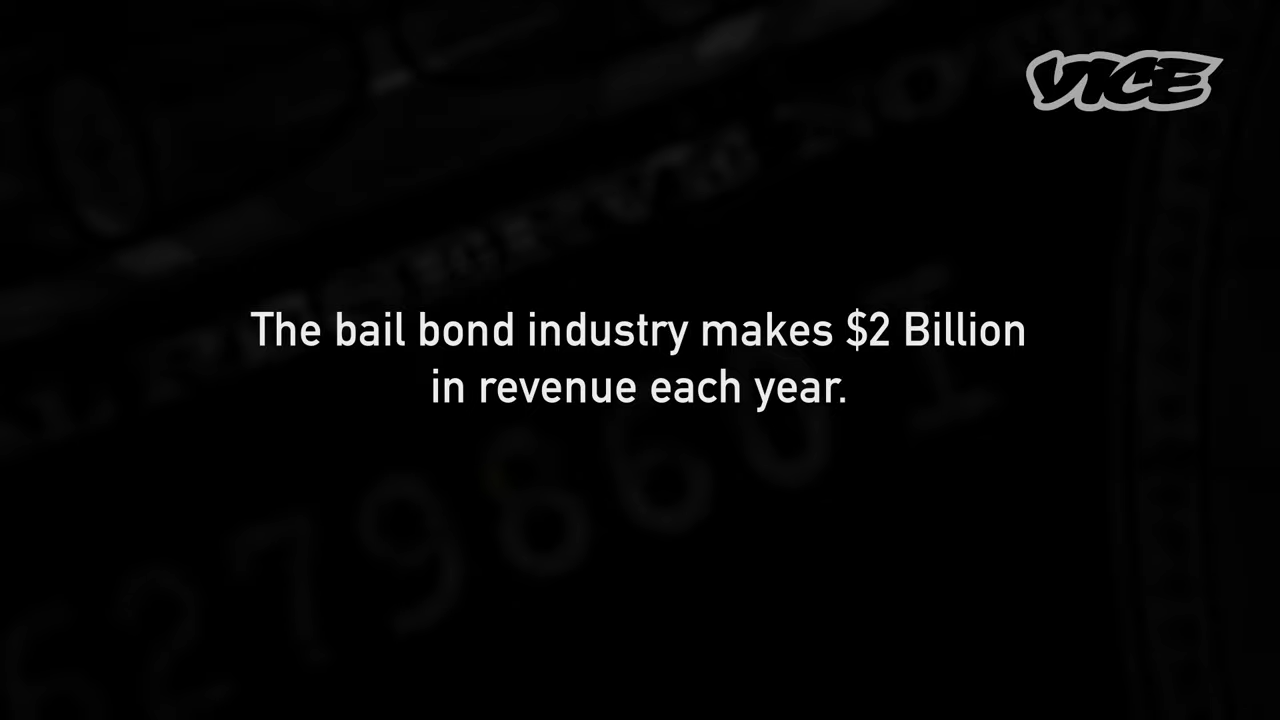 VICE
The bail bond industry makes $2 Billion
in revenue each year.